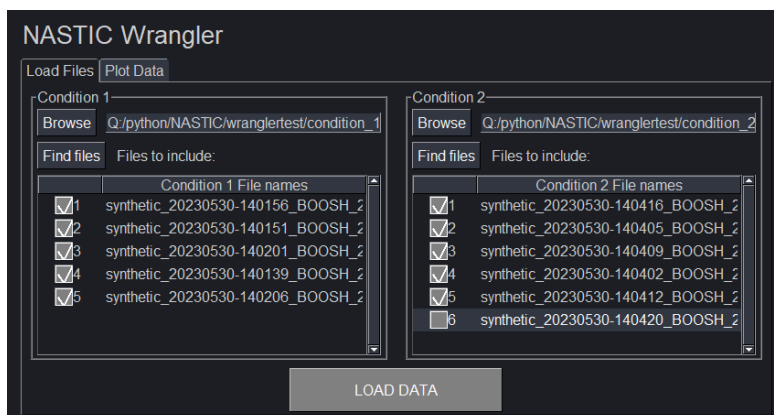 NASTIC Wrangler
Load Files Plot Data
Condition 1
Browse Q:/python/NASTIC/wranglertest/condition_1
Find files Files to include:
Condition 1 File names
1 synthetic_20230530-140156_BOOSH_2
2 synthetic_20230530-140151_BOOSH_2
3 synthetic_20230530-140201_BOOSH_2
4 synthetic_20230530-140139_BOOSH_2
5 synthetic_20230530-140206_BOOSH_2
Condition 2
Browse Q:/python/NASTIC/wranglertest/condition_2
Find files Files to include:
Condition 2 File names
1 synthetic_20230530-140416_BOOSH_2
2 synthetic_20230530-140405_BOOSH_2
3 synthetic_20230530-140409_BOOSH_2
4 synthetic_20230530-140402_BOOSH_2
5 synthetic_20230530-140412_BOOSH_2
6 synthetic_20230530-140420_BOOSH_2
LOAD DATA